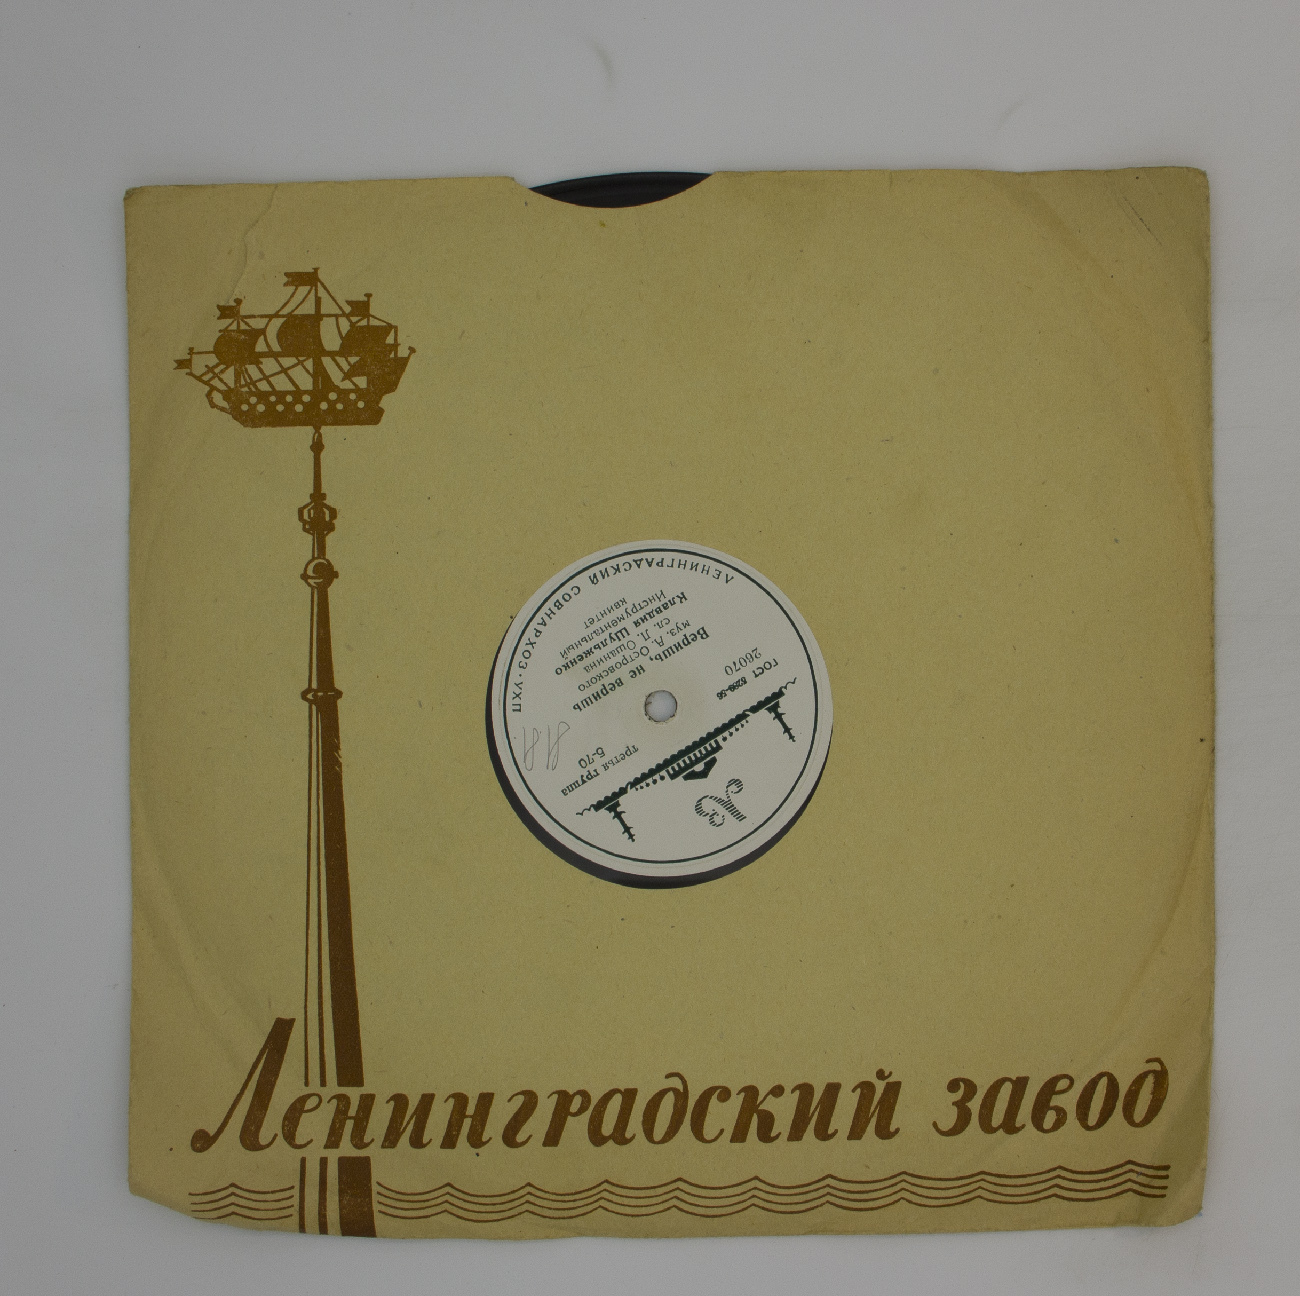 ЛЕНИНГРАДСКИЙ СОВНАРХОЗ · УХП
ГОСТ 5289-56
26070
третья группа
6-70
Веришь, не веришь
муз. А. Островского
сл. Л. Ошанина
Клавдия Шульженко
Инструментальный
квинтет
Ленинградский завод